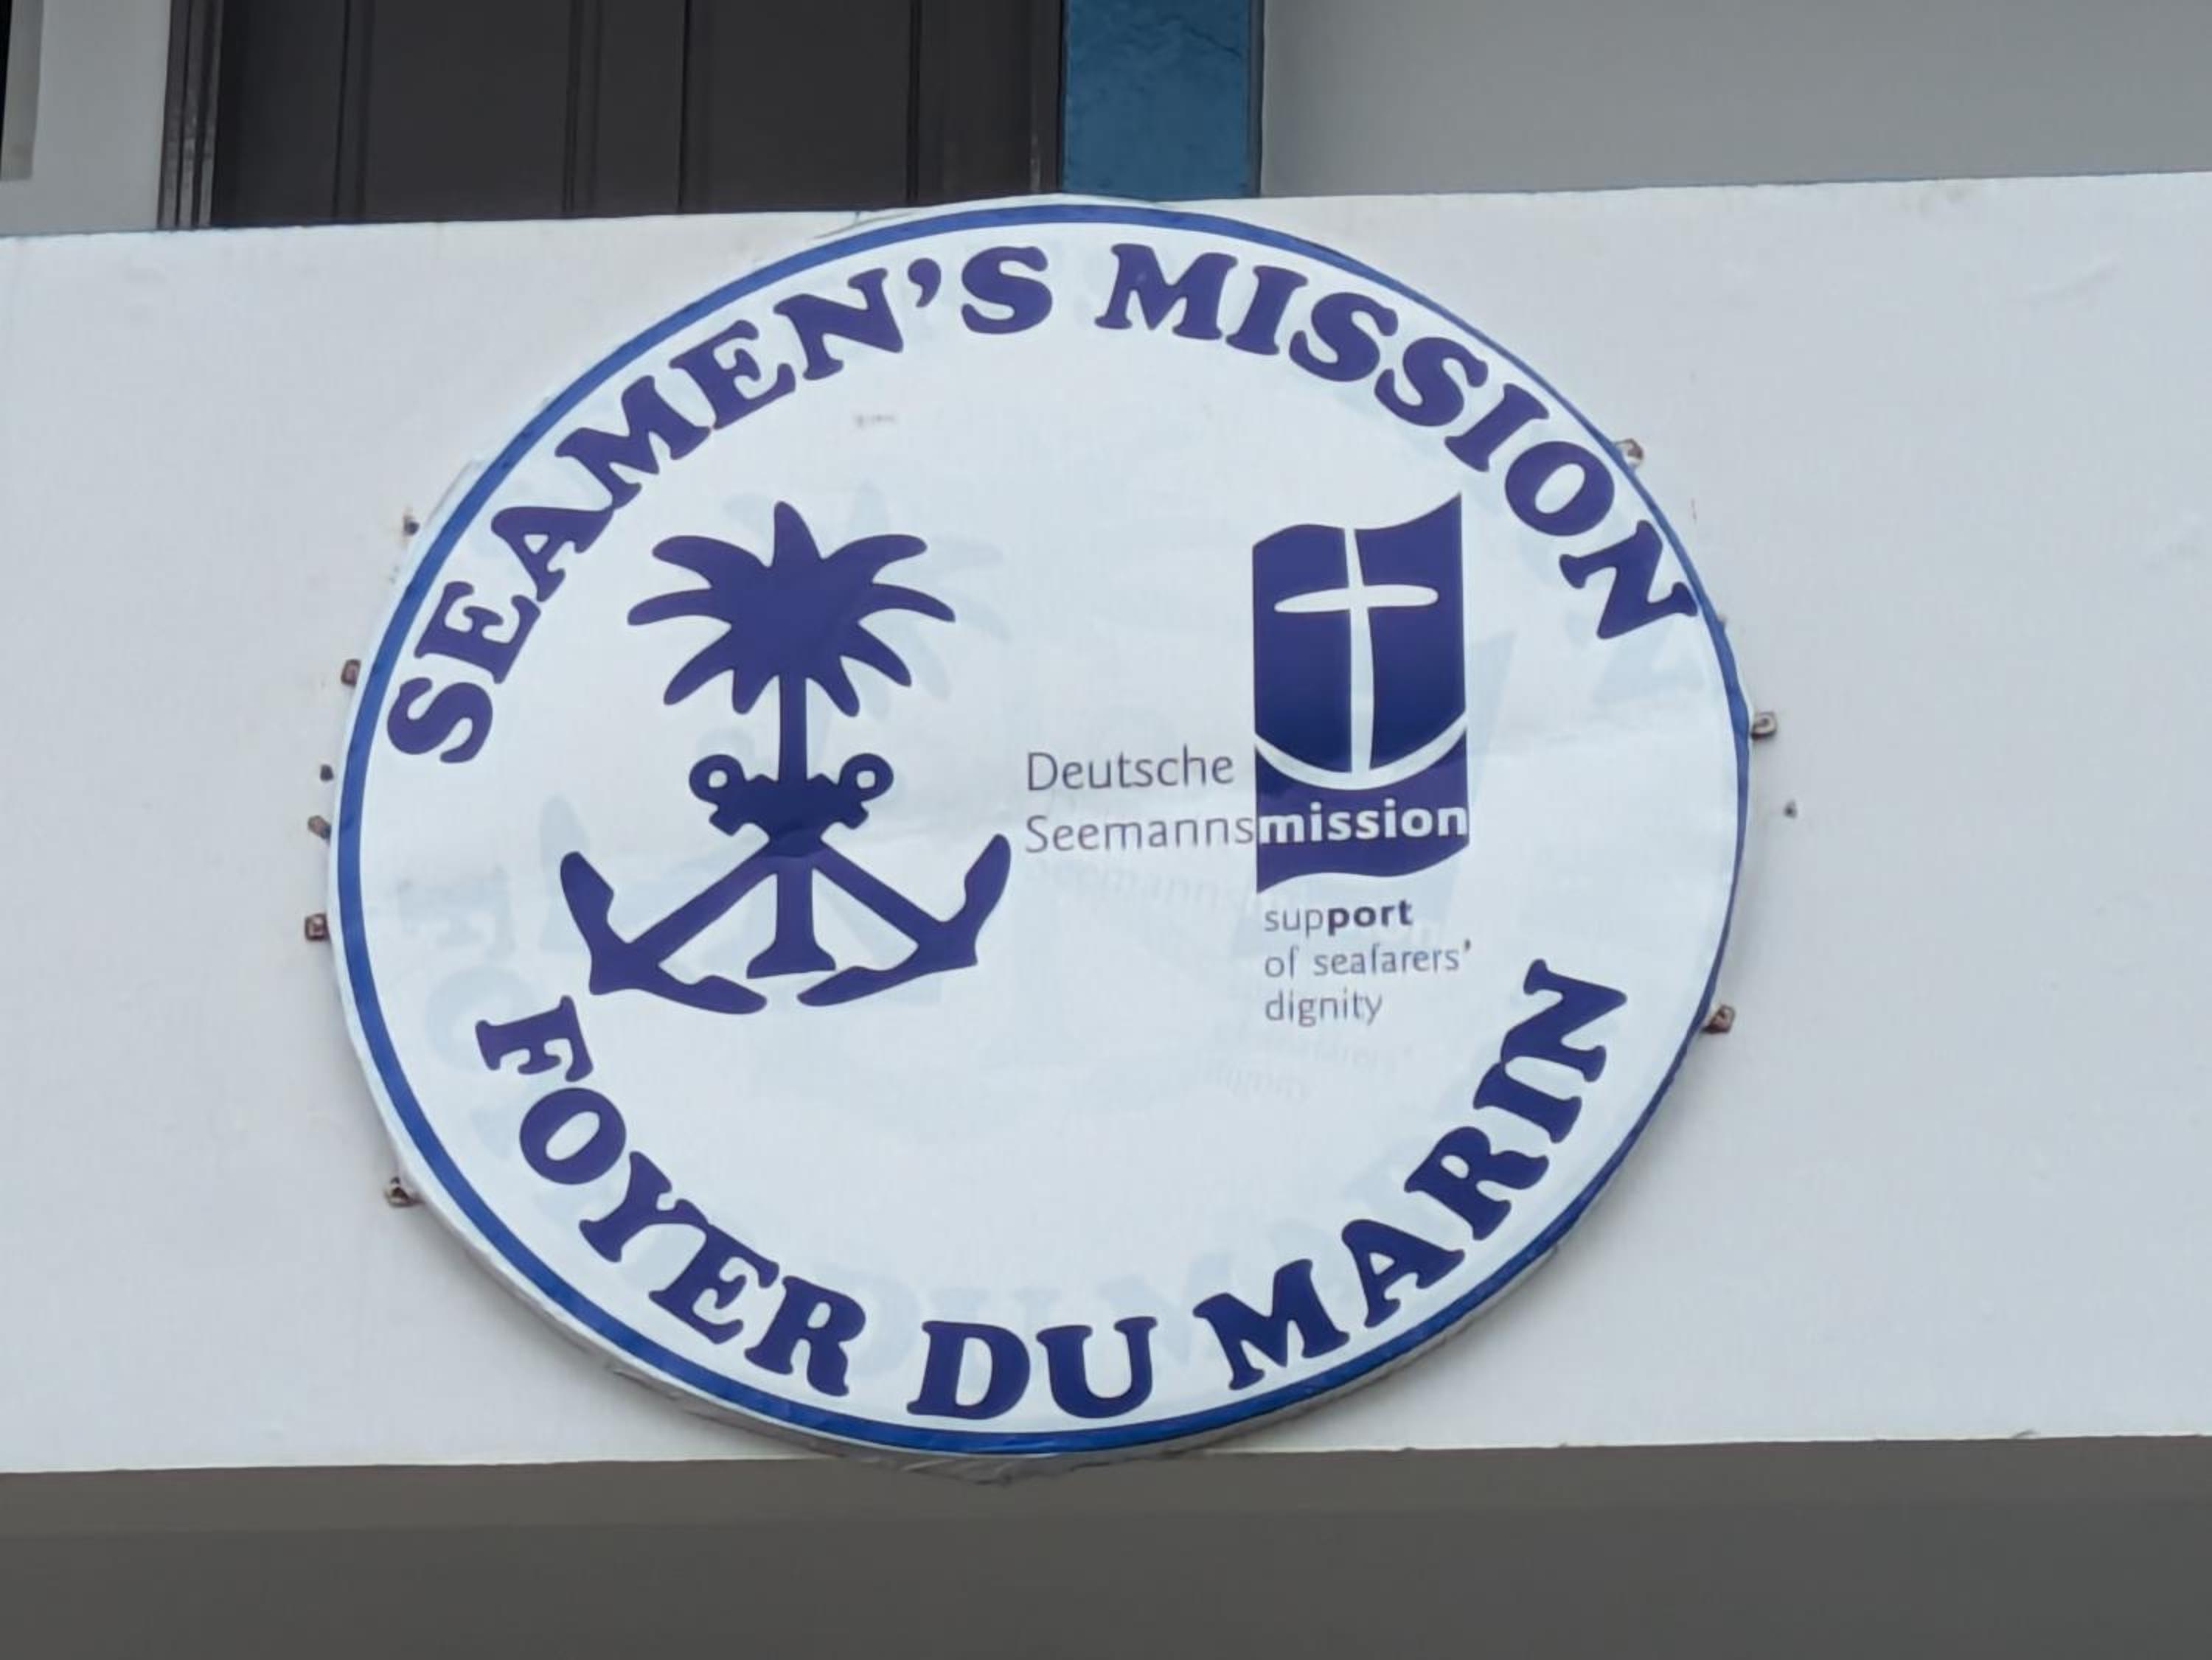 SEAMEN'S MISSION
Deutsche
Seemannsmission
support
of seafarers'
dignity
FOYER DU MARIN